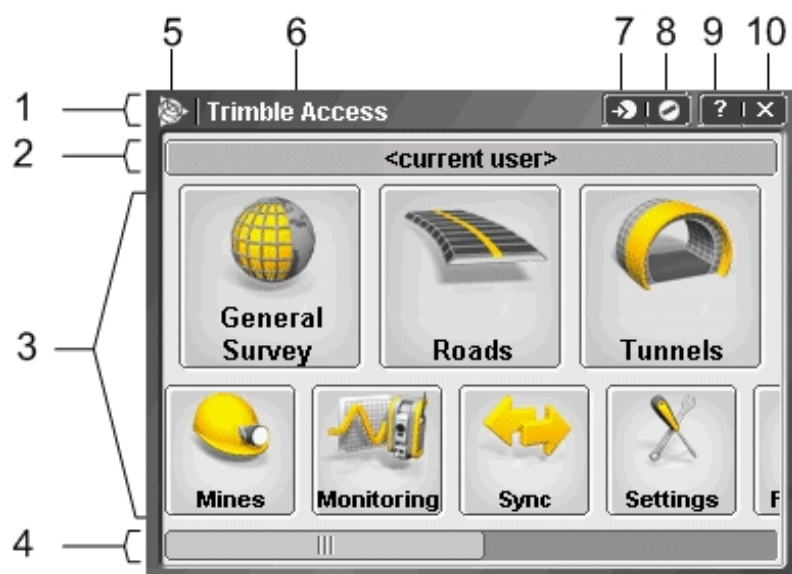 5 6 7 8 9 10
1 Trimble Access ? X
2 <current user>
3
General
Survey
Roads
Tunnels
Mines Monitoring Sync Settings F
4